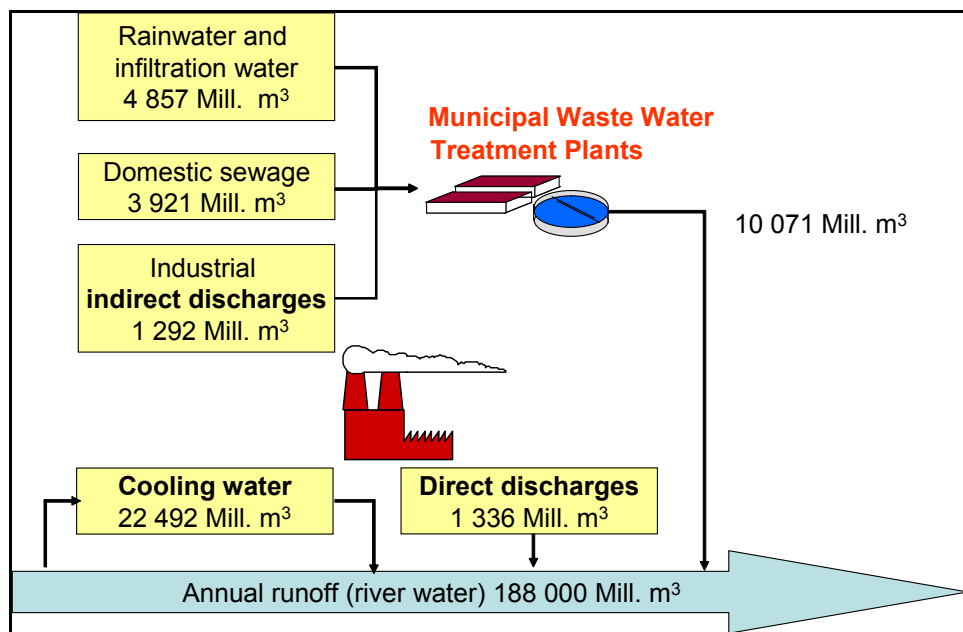 Rainwater and
infiltration water
4 857 Mill. m³
Municipal Waste Water
Treatment Plants
Domestic sewage
3 921 Mill. m³
10 071 Mill. m³
Industrial
indirect discharges
1 292 Mill. m³
Cooling water
22 492 Mill. m³
Direct discharges
1 336 Mill. m³
Annual runoff (river water) 188 000 Mill. m³